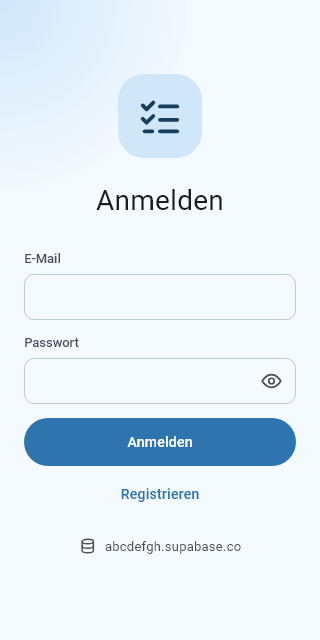 Anmelden
E-Mail
Passwort
Anmelden
Registrieren
abcdefgh.supabase.co